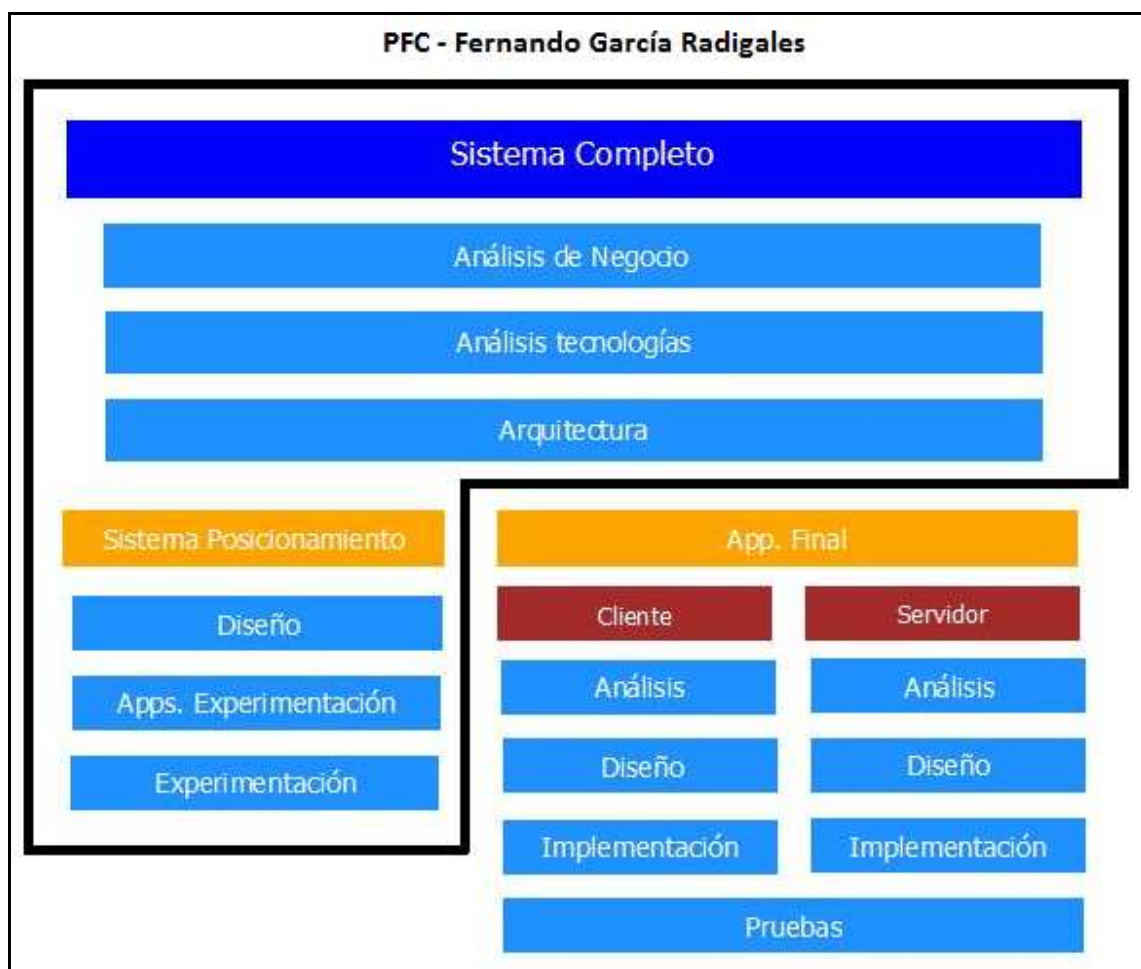 PFC - Fernando García Radigales
Sistema Completo
Análisis de Negocio
Análisis tecnologías
Arquitectura
Sistema Posicionamiento
Diseño
Apps. Experimentación
Experimentación
App. Final
Cliente
Servidor
Análisis
Análisis
Diseño
Diseño
Implementación
Implementación
Pruebas